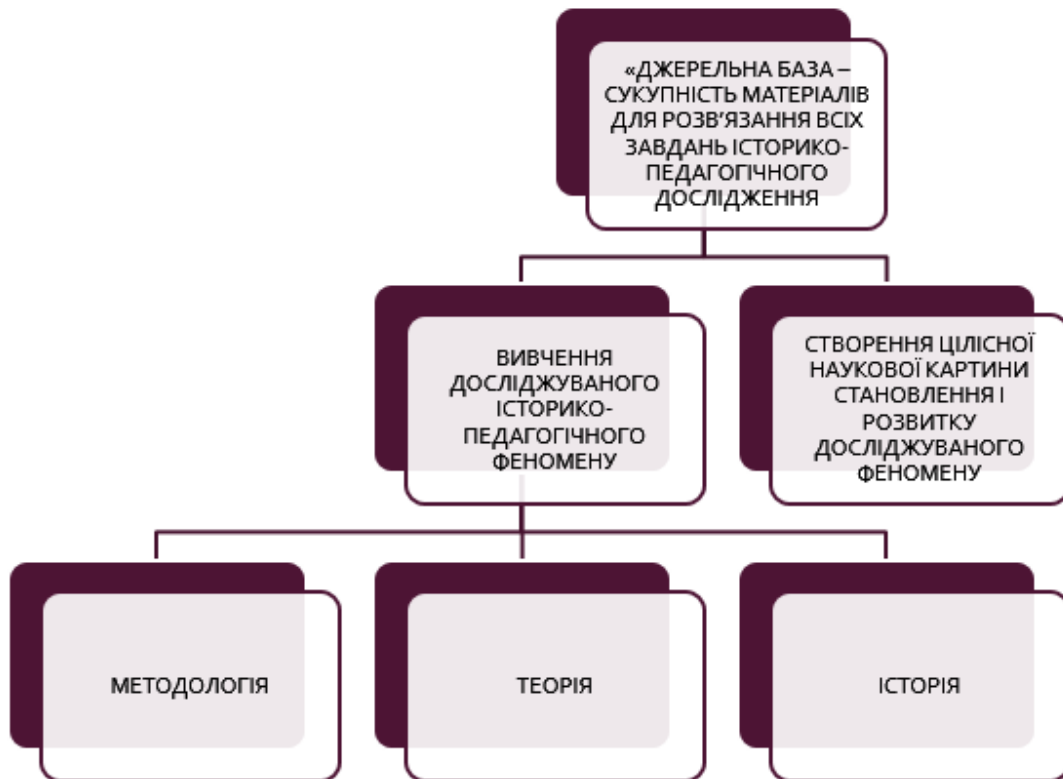 «ДЖЕРЕЛЬНА БАЗА –
СУКУПНІСТЬ МАТЕРІАЛІВ
ДЛЯ РОЗВ’ЯЗАННЯ ВСІХ
ЗАВДАНЬ ІСТОРИКО-
ПЕДАГОГІЧНОГО
ДОСЛІДЖЕННЯ
ВИВЧЕННЯ
ДОСЛІДЖУВАНОГО
ІСТОРИКО-
ПЕДАГОГІЧНОГО
ФЕНОМЕНУ
СТВОРЕННЯ ЦІЛІСНОЇ
НАУКОВОЇ КАРТИНИ
СТАНОВЛЕННЯ І
РОЗВИТКУ
ДОСЛІДЖУВАНОГО
ФЕНОМЕНУ
МЕТОДОЛОГІЯ
ТЕОРІЯ
ІСТОРІЯ